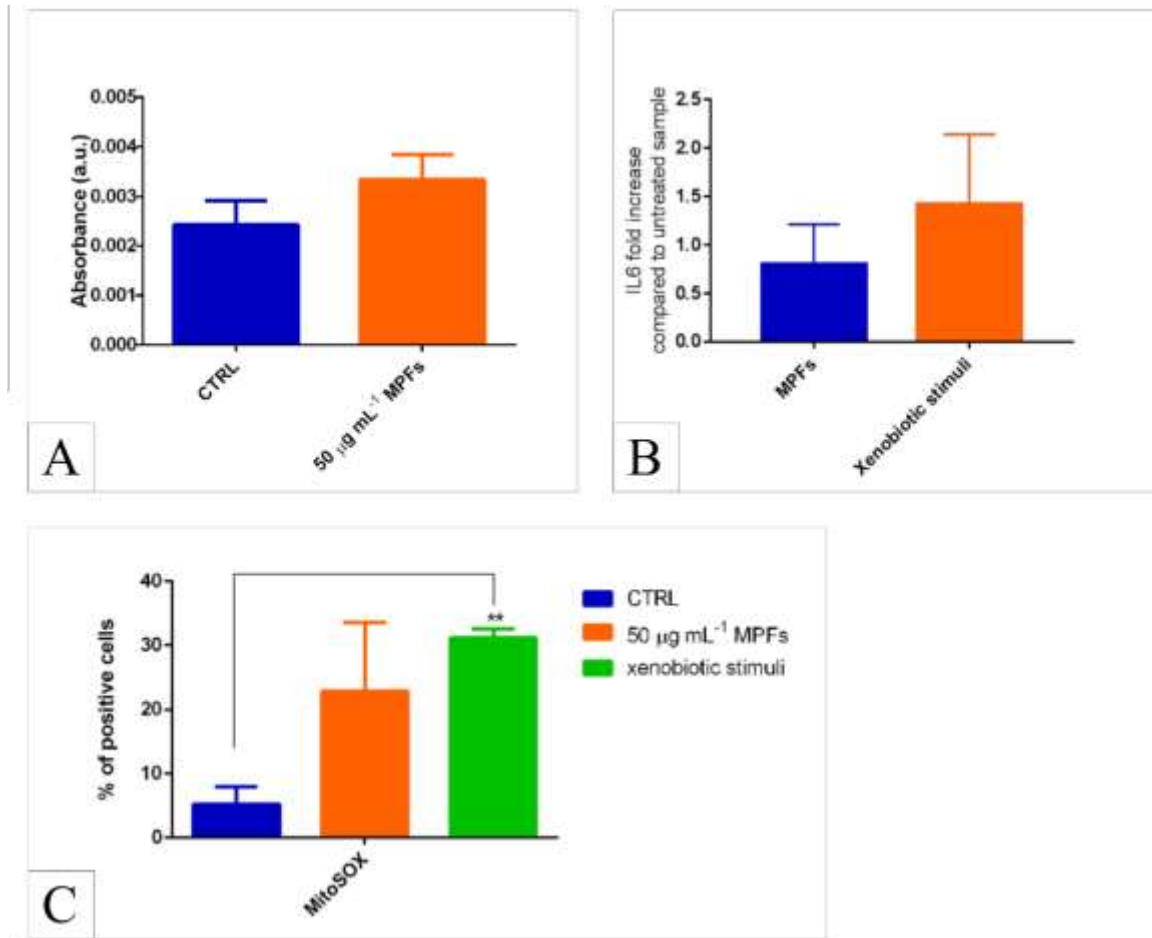 Absorbance (a.u.)
0.005
0.004
0.003
0.002
0.001
0.000
CTRL
50 μg mL⁻¹ MPFs
A
IL6 fold increase
compared to untreated sample
2.5
2.0
1.5
1.0
0.5
0.0
MPFs
Xenobiotic stimuli
B
% of positive cells
40
30
20
10
0
**
MitoSOX
CTRL
50 μg mL⁻¹ MPFs
xenobiotic stimuli
C